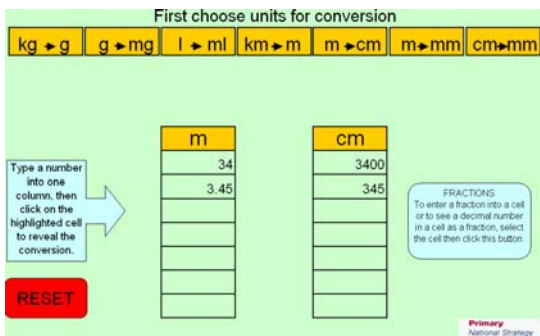 First choose units for conversion
kg → g g → mg l → ml km → m m → cm m → mm cm → mm
m cm
34 3400
3.45 345
Type a number
into one
column, then
click on the
highlighted cell
to reveal the
conversion.
FRACTIONS
To enter a fraction into a cell
or to see a decimal number
in a cell as a fraction, select
the cell then click this button.
RESET
Primary
National Strategy